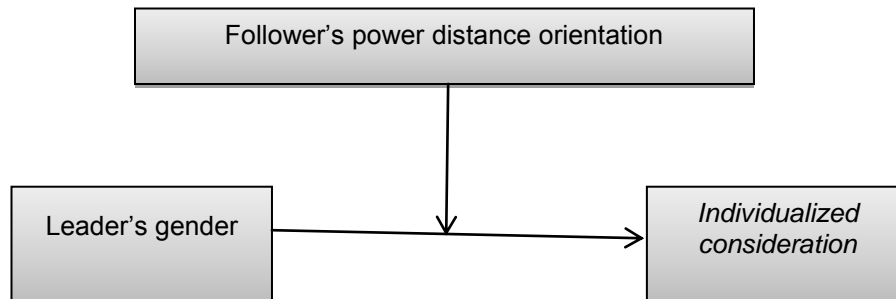 Follower’s power distance orientation
Leader’s gender
Individualized
consideration